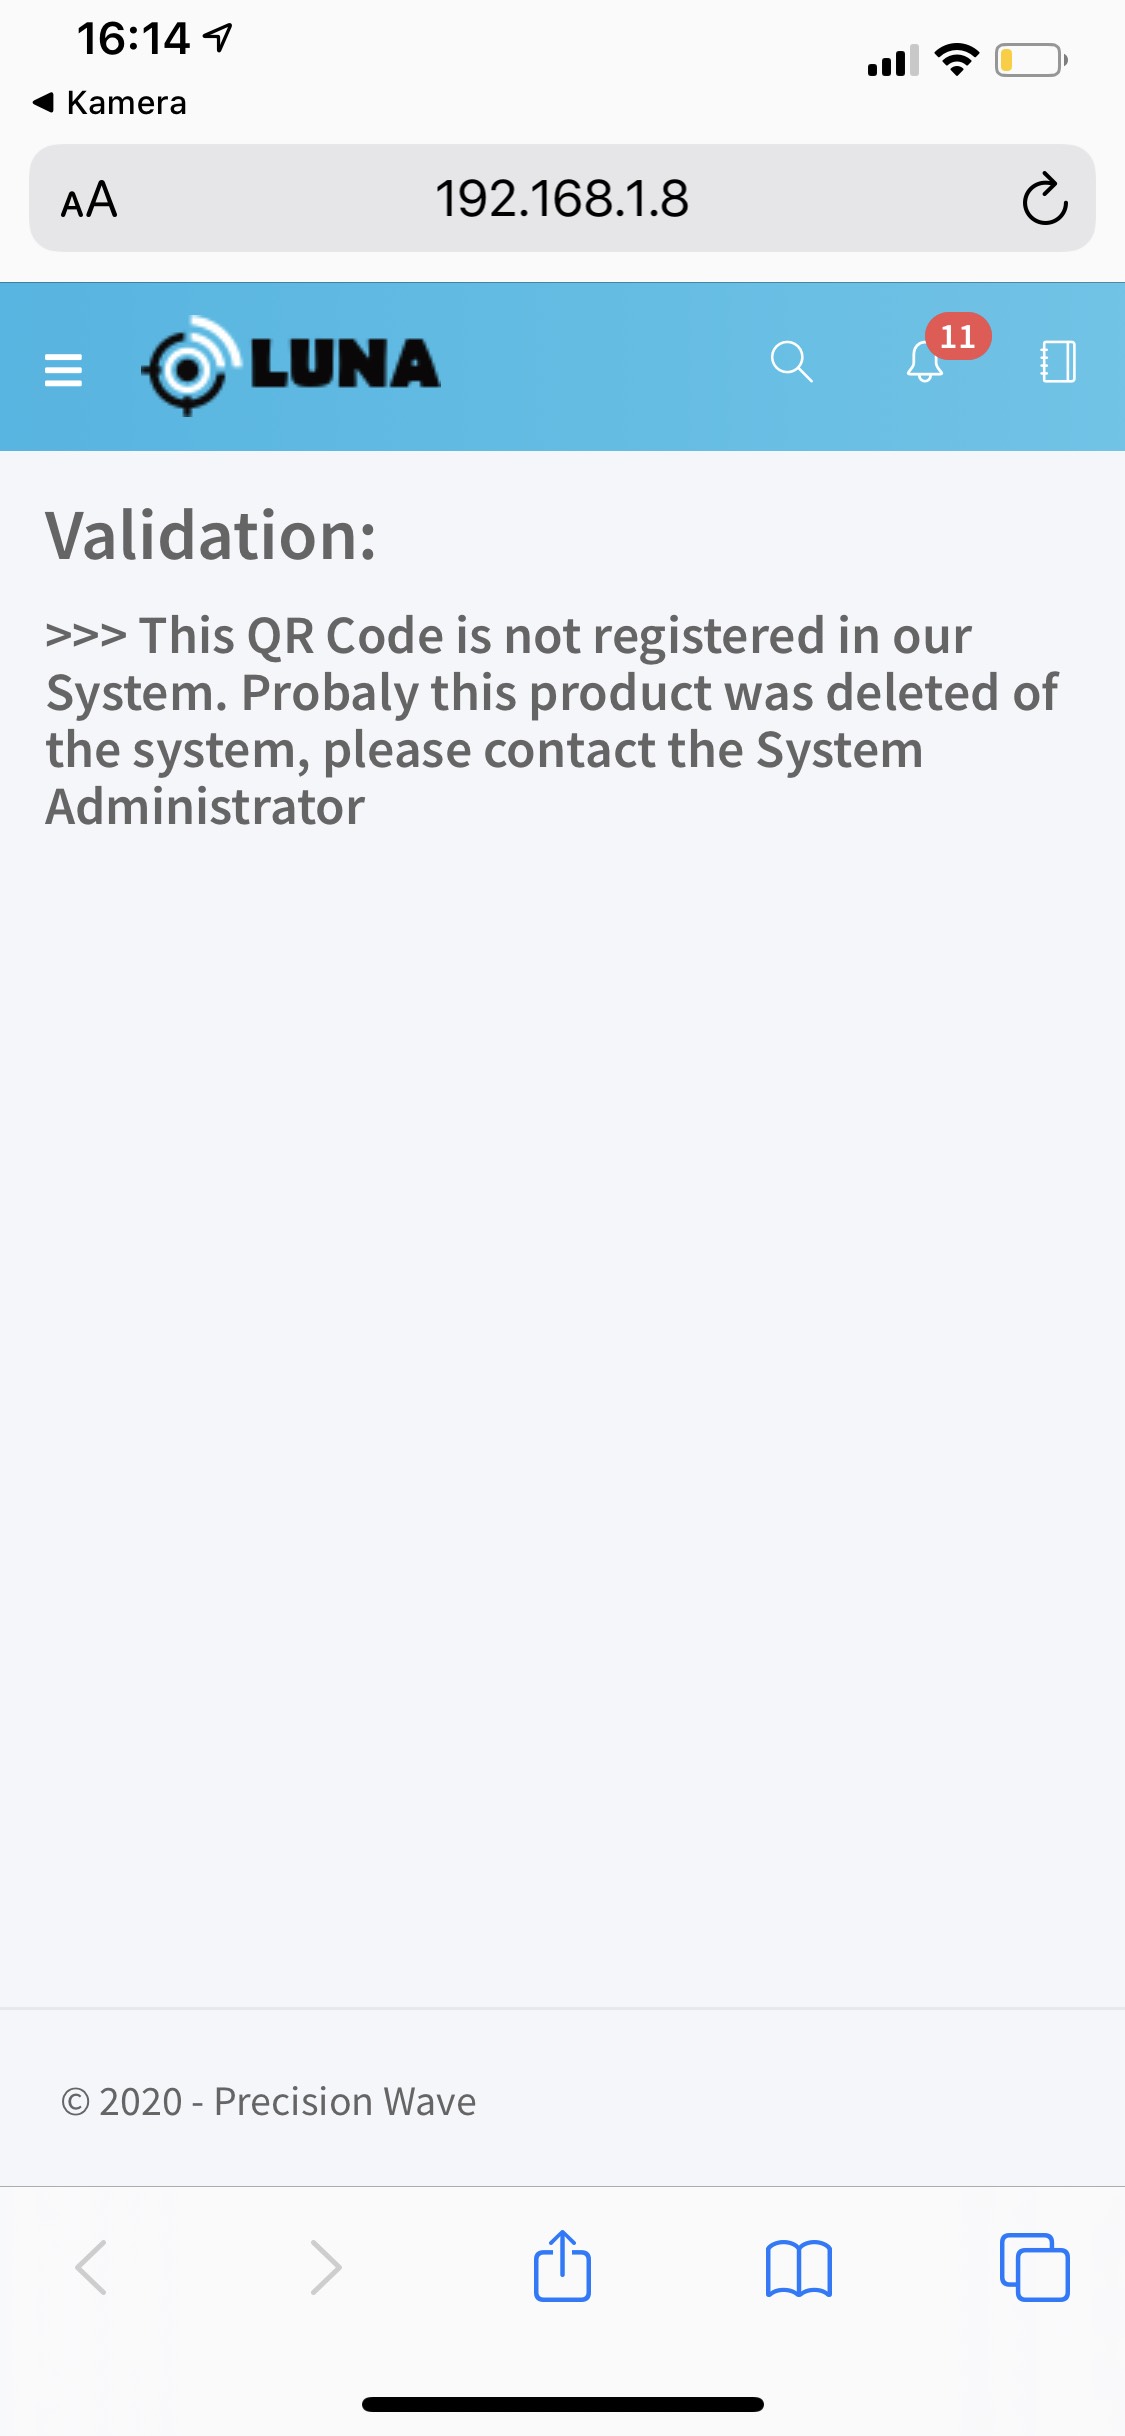 16:14
Kamera
AA
192.168.1.8
LUNA
11
Validation:
>>> This QR Code is not registered in our
System. Probaly this product was deleted of
the system, please contact the System
Administrator
© 2020 - Precision Wave